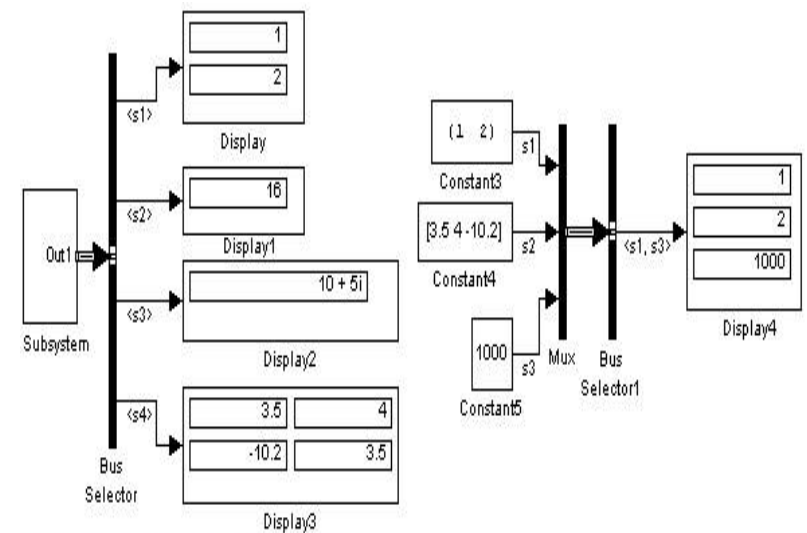 1
2
<s1>
Display
16
<s2>
Display1
Out1
10 + 5i
<s3>
Subsystem
Display2
<s4>
3.5 4
-10.2 3.5
Bus
Selector
Display3
(1 2)
s1
Constant3
[3.5 4 -10.2]
s2
Constant4
1000
s3
Constant5
Mux
Bus
Selector1
<s1, s3>
1
2
1000
Display4